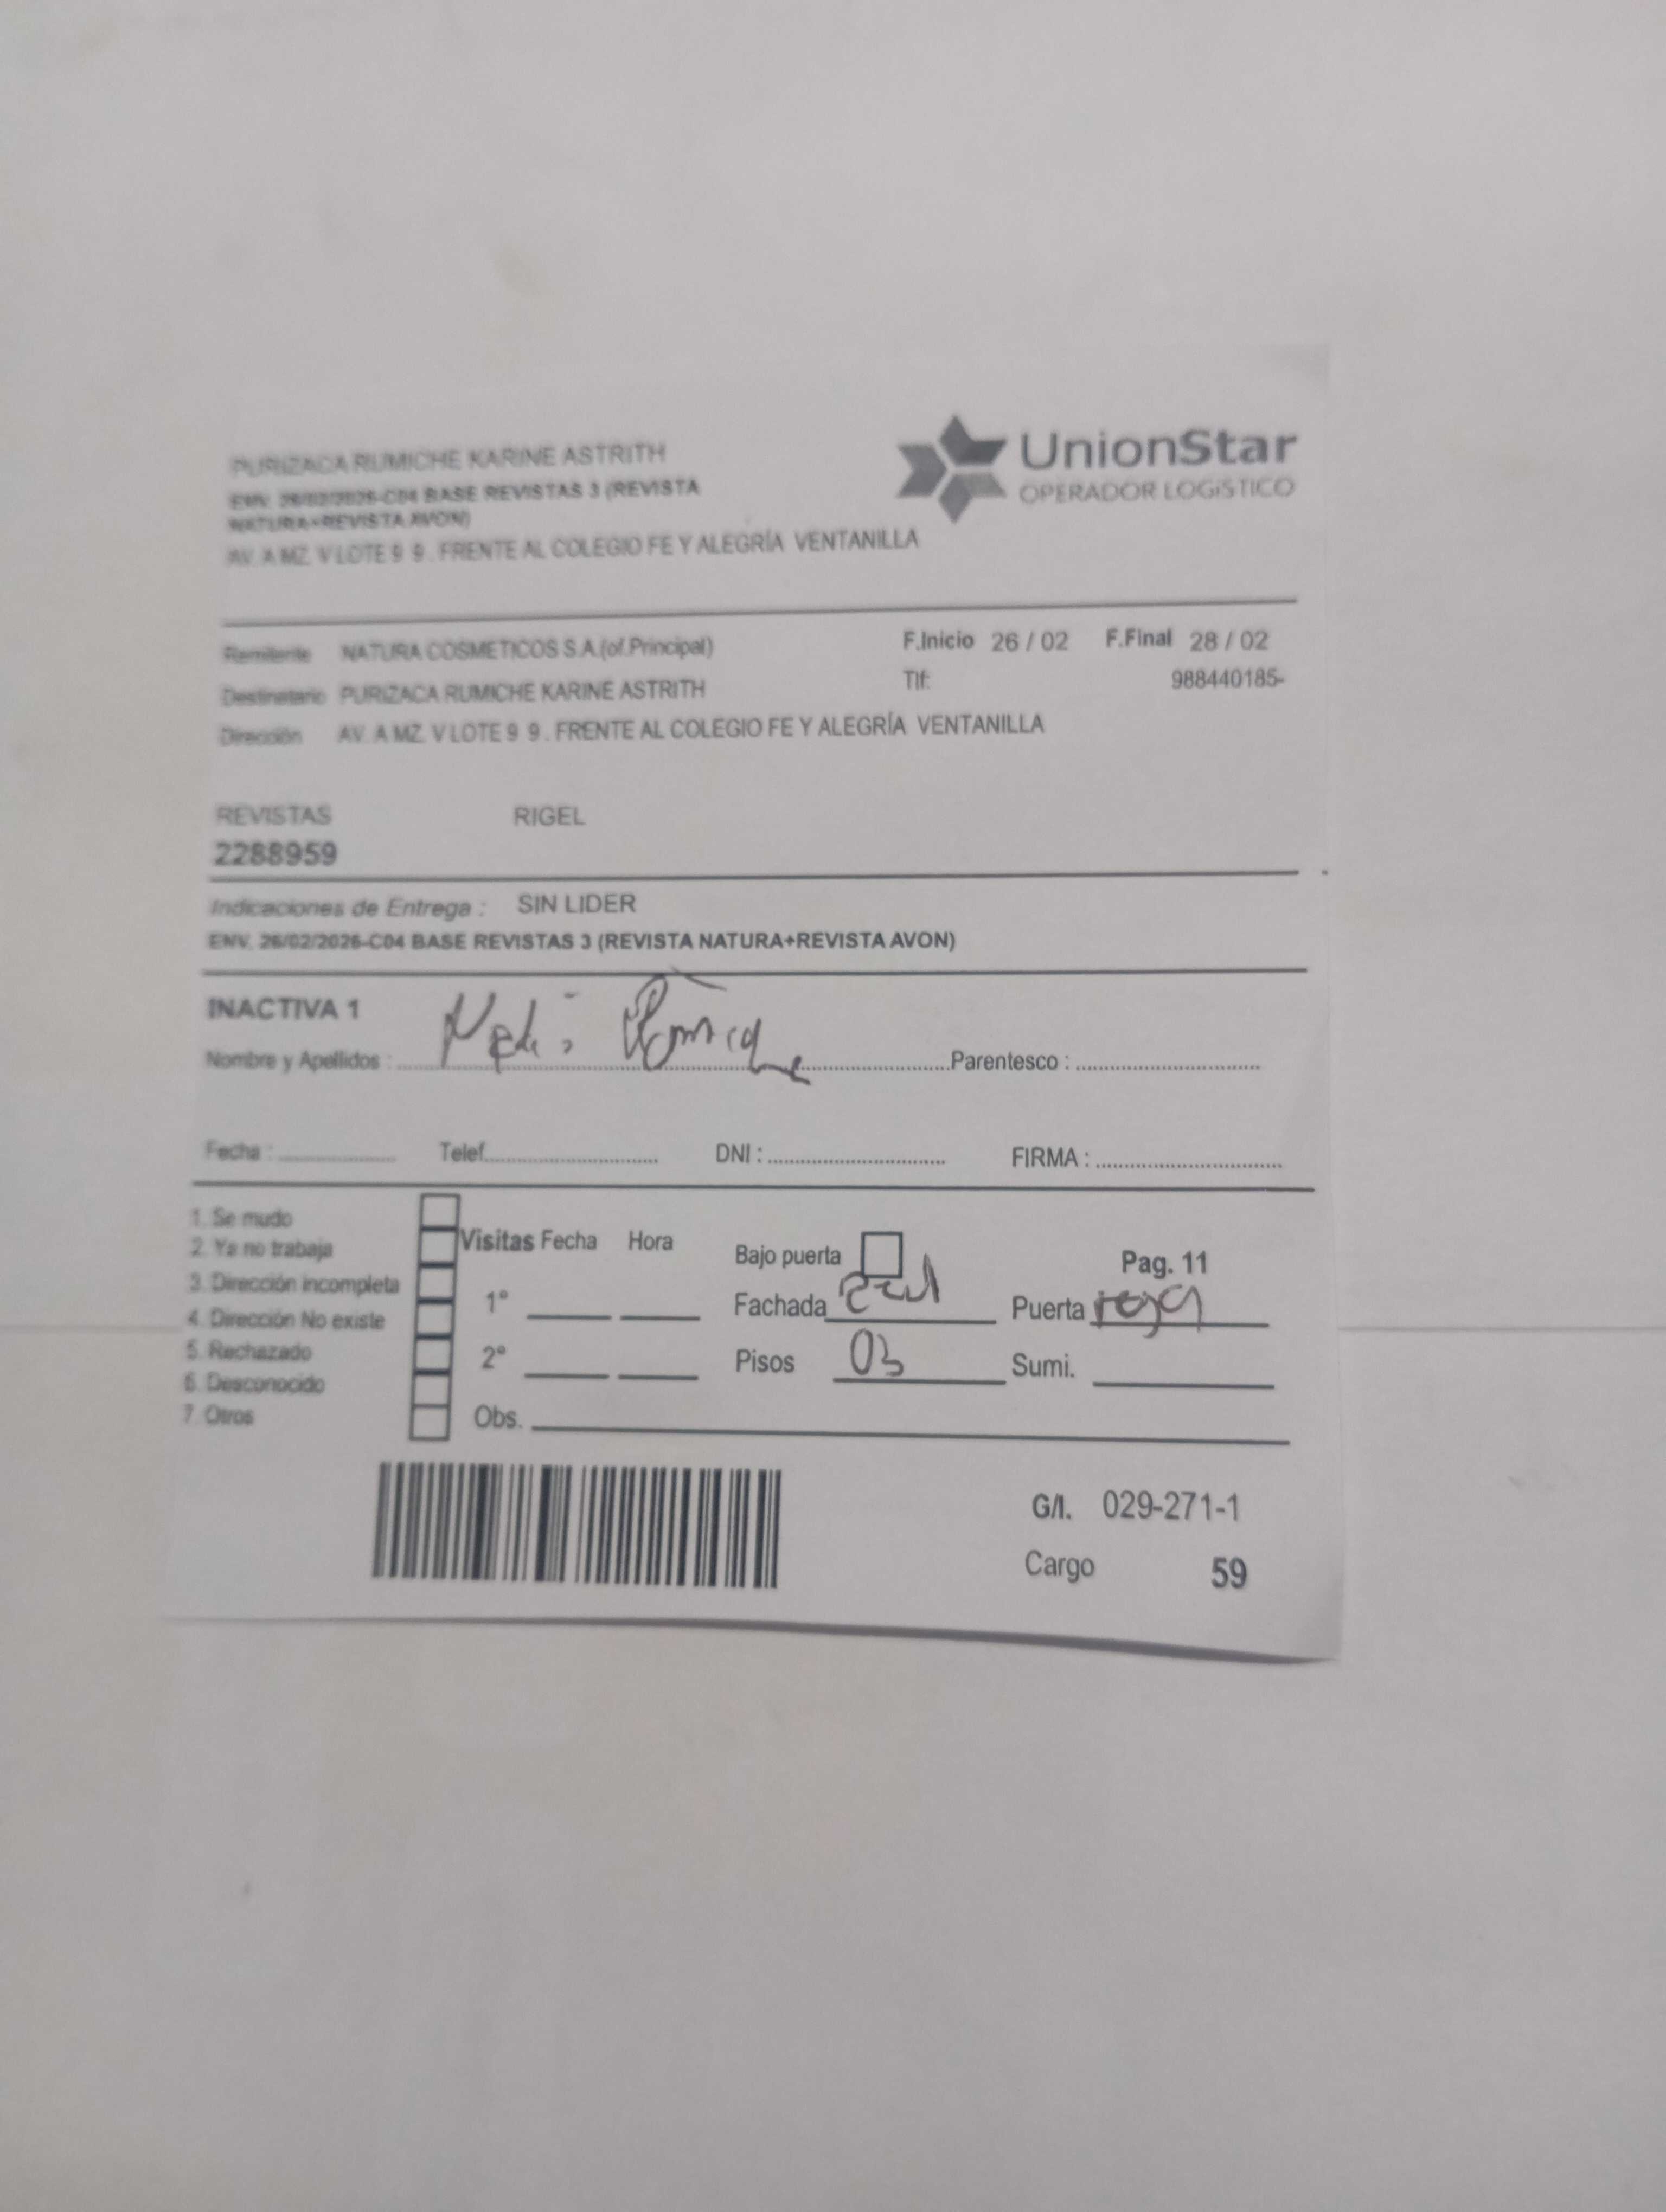 PURIZACA RUMICHE KARINE ASTRITH
ENV. 26/02/2026-C04 BASE REVISTAS 3 (REVISTA
NATURA+REVISTA AVON)
AV. A MZ. V LOTE 9 9 . FRENTE AL COLEGIO FE Y ALEGRÍA VENTANILLA
UnionStar
OPERADOR LOGíSTICO
Remitente NATURA COSMETICOS S.A.(of.Principal) F.Inicio 26 / 02 F.Final 28 / 02
Destinatario PURIZACA RUMICHE KARINE ASTRITH Tlf: 988440185-
Dirección AV. A MZ. V LOTE 9 9 . FRENTE AL COLEGIO FE Y ALEGRÍA VENTANILLA
REVISTAS RIGEL
2288959
Indicaciones de Entrega : SIN LIDER
ENV. 26/02/2026-C04 BASE REVISTAS 3 (REVISTA NATURA+REVISTA AVON)
INACTIVA 1
Nombre y Apellidos : Parentesco :
Fecha : Telef. DNI : FIRMA :
1. Se mudo
2. Ya no trabaja
3. Dirección incompleta
4. Dirección No existe
5. Rechazado
6. Desconocido
7. Otros
Visitas Fecha Hora
1°
2°
Obs.
Bajo puerta Pag. 11
Fachada Puerta roja
Pisos 03 Sumi.
G/I. 029-271-1
Cargo 59